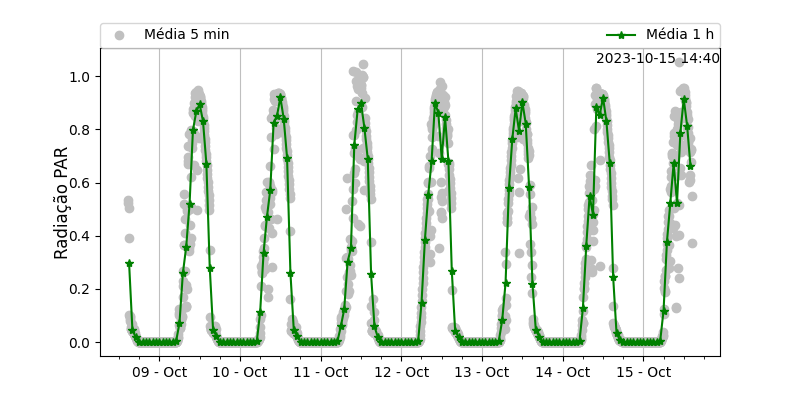 Média 5 min
Média 1 h
2023-10-15 14:40
Radiação PAR
1.0
0.8
0.6
0.4
0.2
0.0
09 - Oct
10 - Oct
11 - Oct
12 - Oct
13 - Oct
14 - Oct
15 - Oct